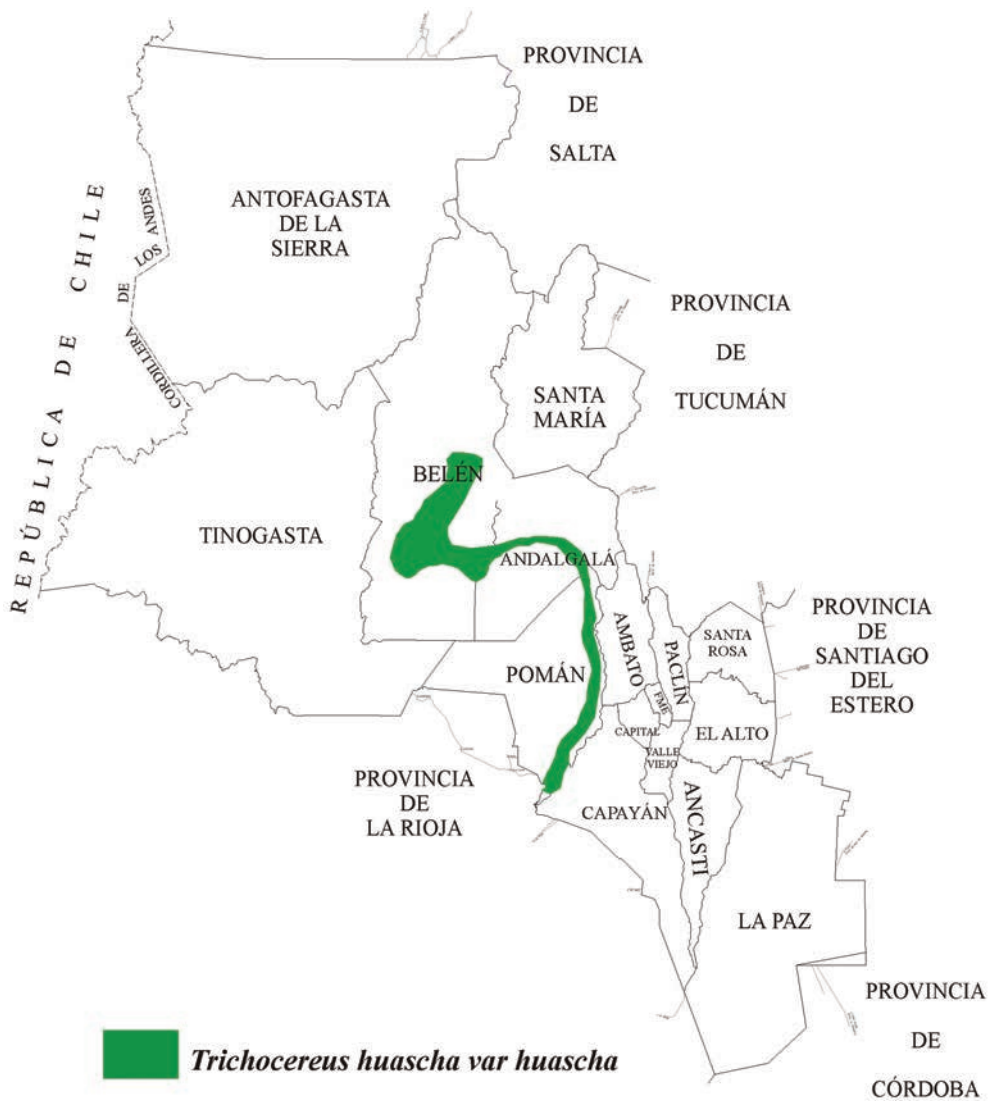 PROVINCIA
DE
SALTA
REPÚBLICA DE CHILE
CORDILLERA DE LOS ANDES
ANTOFAGASTA
DE LA
SIERRA
PROVINCIA
DE
TUCUMÁN
SANTA
MARÍA
BELÉN
TINOGASTA
ANDALGALÁ
AMBATO
PACLÍN
SANTA
ROSA
PROVINCIA
DE
SANTIAGO
DEL
ESTERO
POMÁN
FME
CAPITAL
VALLE
VIEJO
EL ALTO
PROVINCIA
DE
LA RIOJA
CAPAYÁN
ANCASTI
LA PAZ
PROVINCIA
DE
CÓRDOBA
Trichocereus huascha var huascha